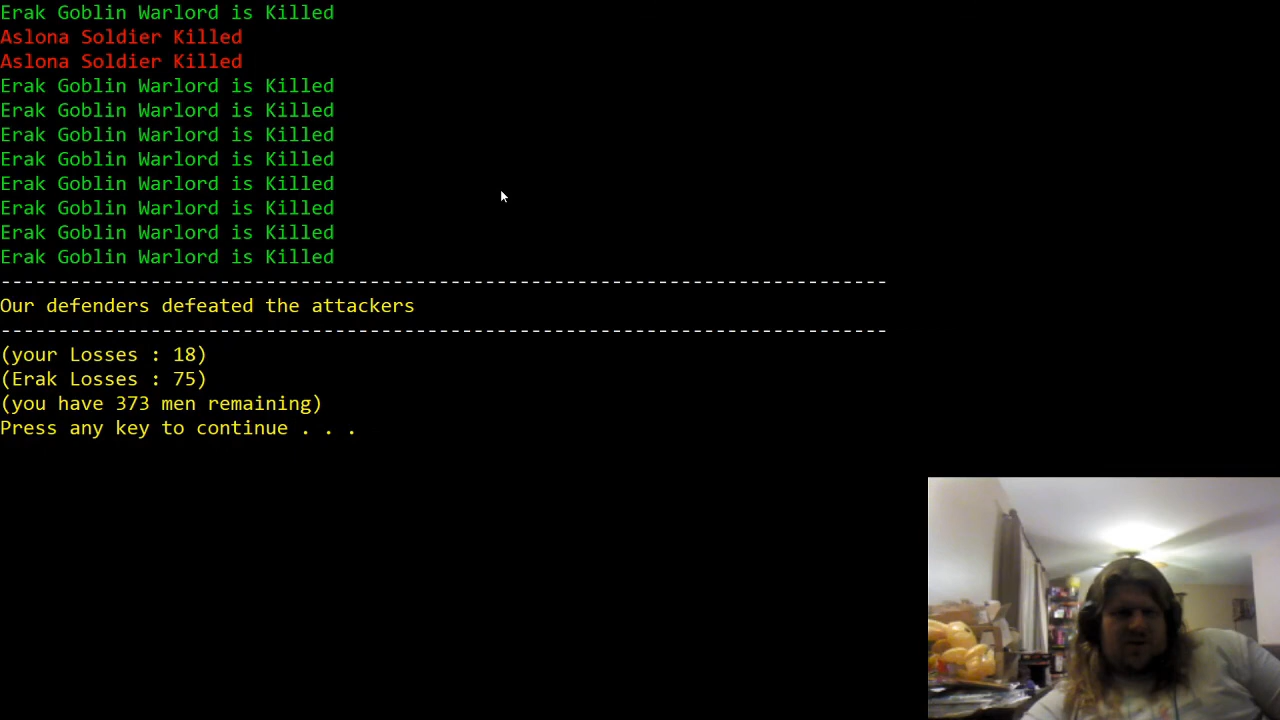 Erak Goblin Warlord is Killed
Aslona Soldier Killed
Aslona Soldier Killed
Erak Goblin Warlord is Killed
Erak Goblin Warlord is Killed
Erak Goblin Warlord is Killed
Erak Goblin Warlord is Killed
Erak Goblin Warlord is Killed
Erak Goblin Warlord is Killed
Erak Goblin Warlord is Killed
Erak Goblin Warlord is Killed
-----------------------------------------------------------------------------
Our defenders defeated the attackers
-----------------------------------------------------------------------------
(your Losses : 18)
(Erak Losses : 75)
(you have 373 men remaining)
Press any key to continue . . .